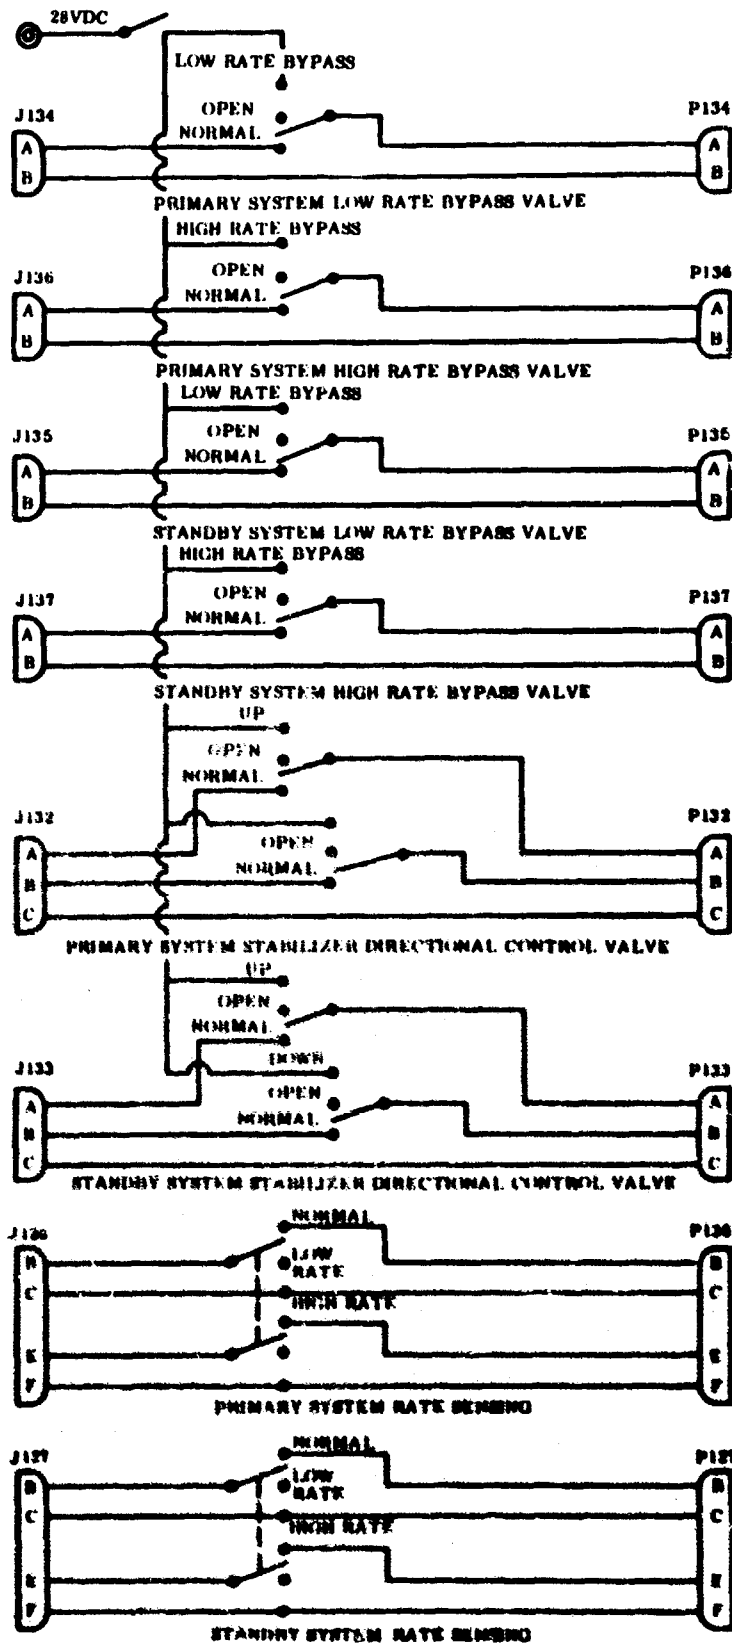 28VDC
LOW RATE BYPASS
J134
P134
OPEN
NORMAL
A
A
B
B
PRIMARY SYSTEM LOW RATE BYPASS VALVE
HIGH RATE BYPASS
J136
P136
OPEN
NORMAL
A
A
B
B
PRIMARY SYSTEM HIGH RATE BYPASS VALVE
LOW RATE BYPASS
J135
P135
OPEN
NORMAL
A
A
B
B
STANDBY SYSTEM LOW RATE BYPASS VALVE
HIGH RATE BYPASS
J137
P137
OPEN
NORMAL
A
A
B
B
STANDBY SYSTEM HIGH RATE BYPASS VALVE
UP
OPEN
NORMAL
J132
P132
OPEN
A
A
NORMAL
B
B
C
C
PRIMARY SYSTEM STABILIZER DIRECTIONAL CONTROL VALVE
UP
OPEN
NORMAL
DOWN
J133
P133
OPEN
A
A
NORMAL
B
B
C
C
STANDBY SYSTEM STABILIZER DIRECTIONAL CONTROL VALVE
NORMAL
B
B
LOW
RATE
C
C
HIGH RATE
E
E
F
F
PRIMARY SYSTEM RATE SENSING
NORMAL
J127
P127
B
B
LOW
RATE
C
C
HIGH RATE
E
E
F
F
STANDBY SYSTEM RATE SENSING